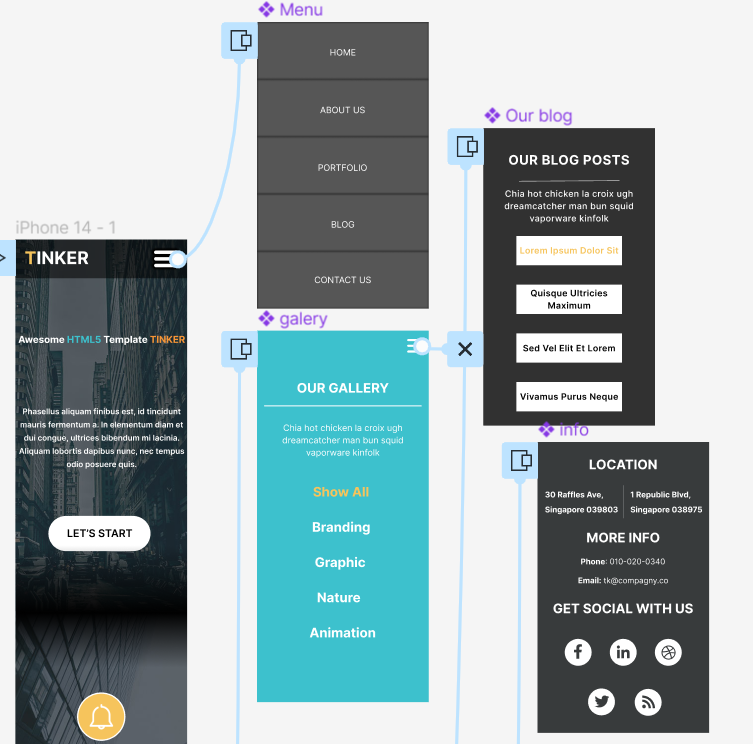 Menu
HOME
ABOUT US
PORTFOLIO
BLOG
CONTACT US
Our blog
OUR BLOG POSTS
Chia hot chicken la croix ugh
dreamcatcher man bun squid
vaporware kinfolk
Lorem Ipsum Dolor Sit
Quisque Ultricies
Maximum
Sed Vel Elit Et Lorem
Vivamus Purus Neque
iPhone 14 - 1
TINKER
Awesome HTML5 Template TINKER
Phasellus aliquam finibus est, id tincidunt
mauris fermentum a. In elementum diam et
dui congue, ultrices bibendum mi lacinia.
Aliquam lobortis dapibus nunc, nec tempus
odio posuere quis.
LET'S START
galery
OUR GALLERY
Chia hot chicken la croix ugh
dreamcatcher man bun squid
vaporware kinfolk
Show All
Branding
Graphic
Nature
Animation
info
LOCATION
30 Raffles Ave,
Singapore 039803
1 Republic Blvd,
Singapore 038975
MORE INFO
Phone: 010-020-0340
Email: tk@compagny.co
GET SOCIAL WITH US